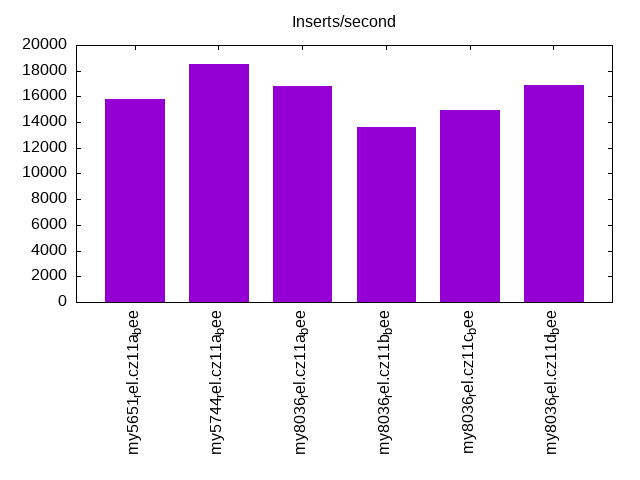 Inserts/second
20000
18000
16000
14000
12000
10000
8000
6000
4000
2000
0
my5651rel.cz11abee
my5744rel.cz11abee
my8036rel.cz11abee
my8036rel.cz11bbee
my8036rel.cz11cbee
my8036rel.cz11dbee